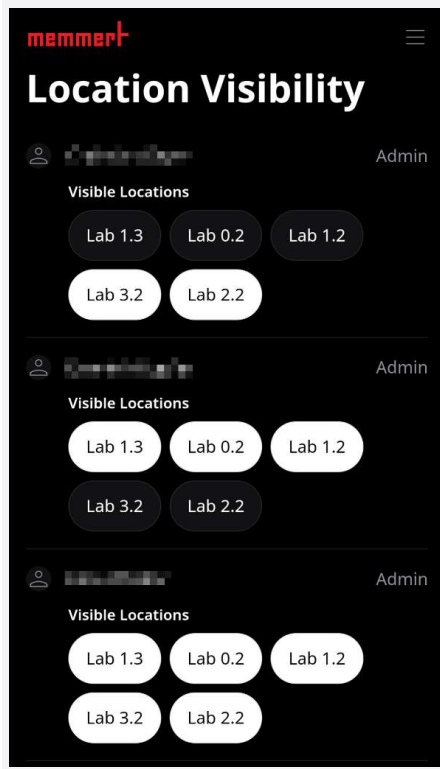 memmert
Location Visibility
Admin
Visible Locations
Lab 1.3 Lab 0.2 Lab 1.2
Lab 3.2 Lab 2.2
Admin
Visible Locations
Lab 1.3 Lab 0.2 Lab 1.2
Lab 3.2 Lab 2.2
Admin
Visible Locations
Lab 1.3 Lab 0.2 Lab 1.2
Lab 3.2 Lab 2.2